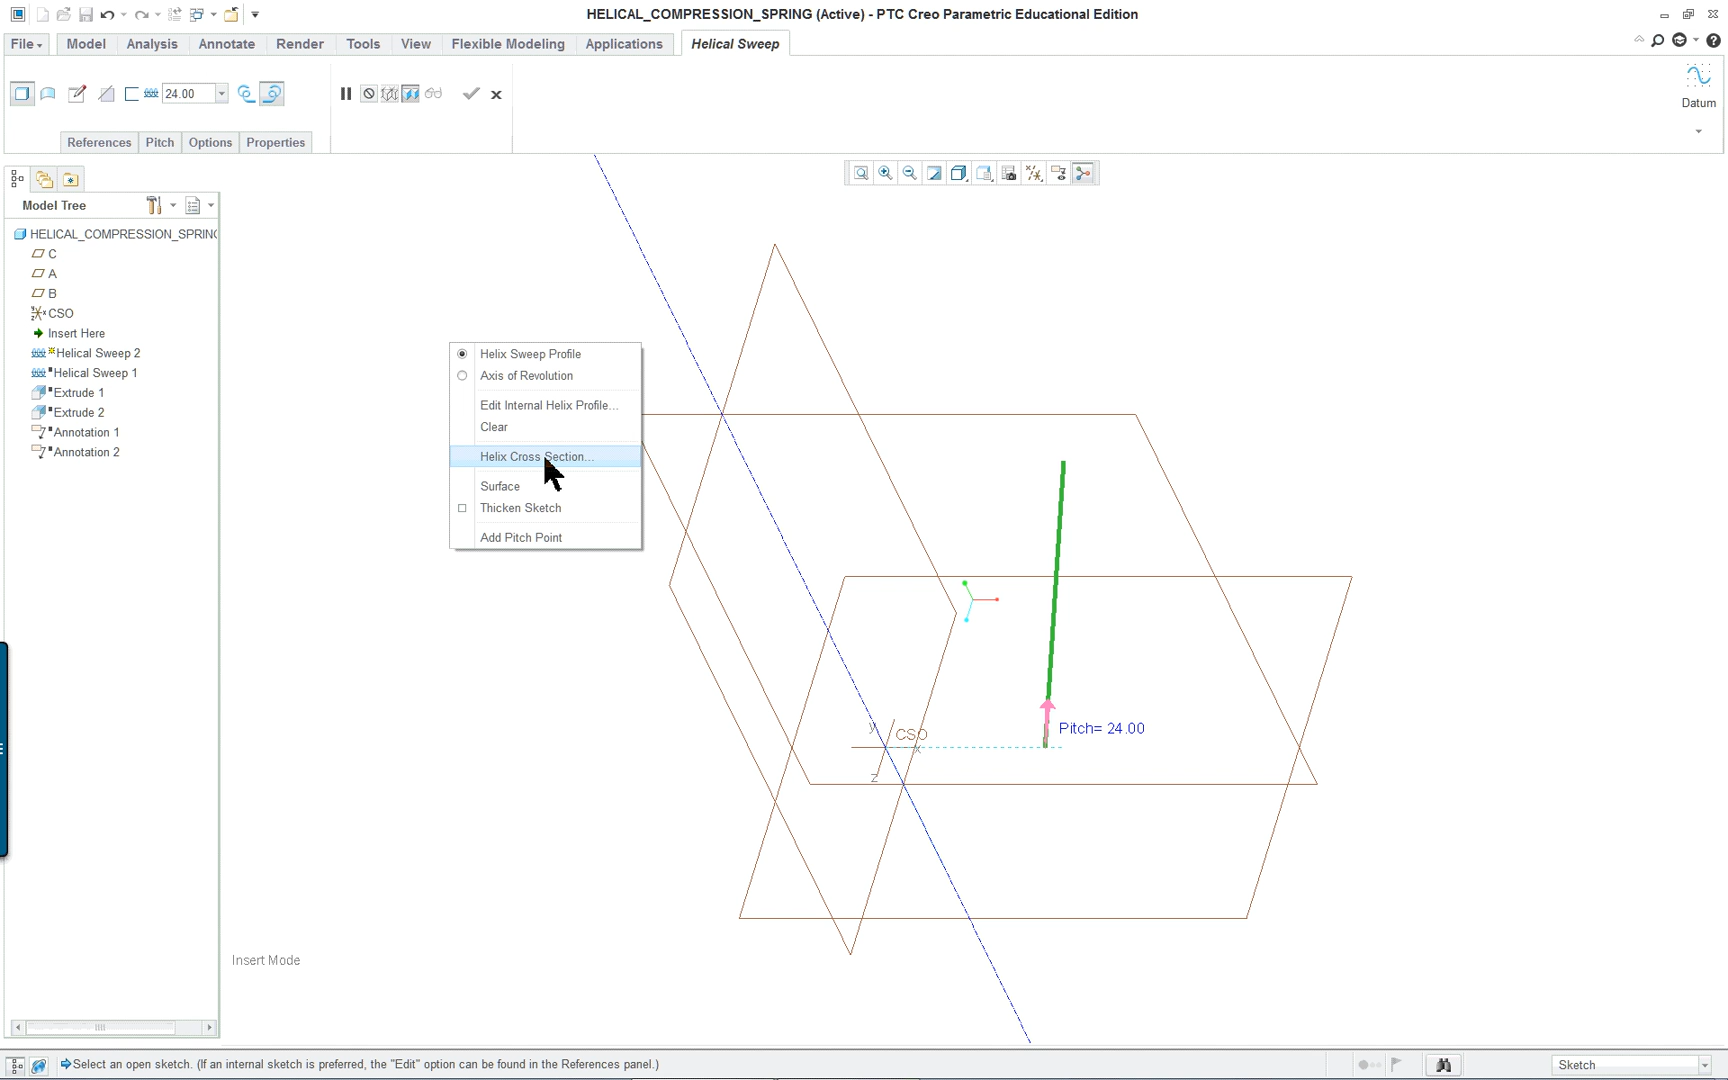 HELICAL_COMPRESSION_SPRING (Active) - PTC Creo Parametric Educational Edition
File Model Analysis Annotate Render Tools View Flexible Modeling Applications Helical Sweep
24.00
Datum
References Pitch Options Properties
Model Tree
HELICAL_COMPRESSION_SPRING
C
A
B
CSO
Insert Here
Helical Sweep 2
Helical Sweep 1
Extrude 1
Extrude 2
Annotation 1
Annotation 2
Helix Sweep Profile
Axis of Revolution
Edit Internal Helix Profile...
Clear
Helix Cross Section...
Surface
Thicken Sketch
Add Pitch Point
y
CSO
x
z
Pitch= 24.00
Insert Mode
Select an open sketch. (If an internal sketch is preferred, the "Edit" option can be found in the References panel.)
Sketch